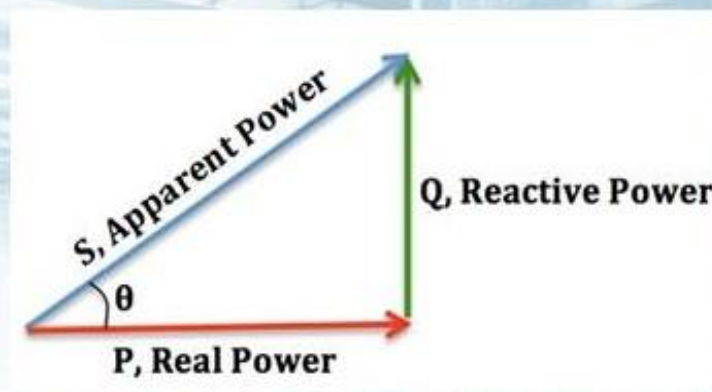 S, Apparent Power
Q, Reactive Power
θ
P, Real Power